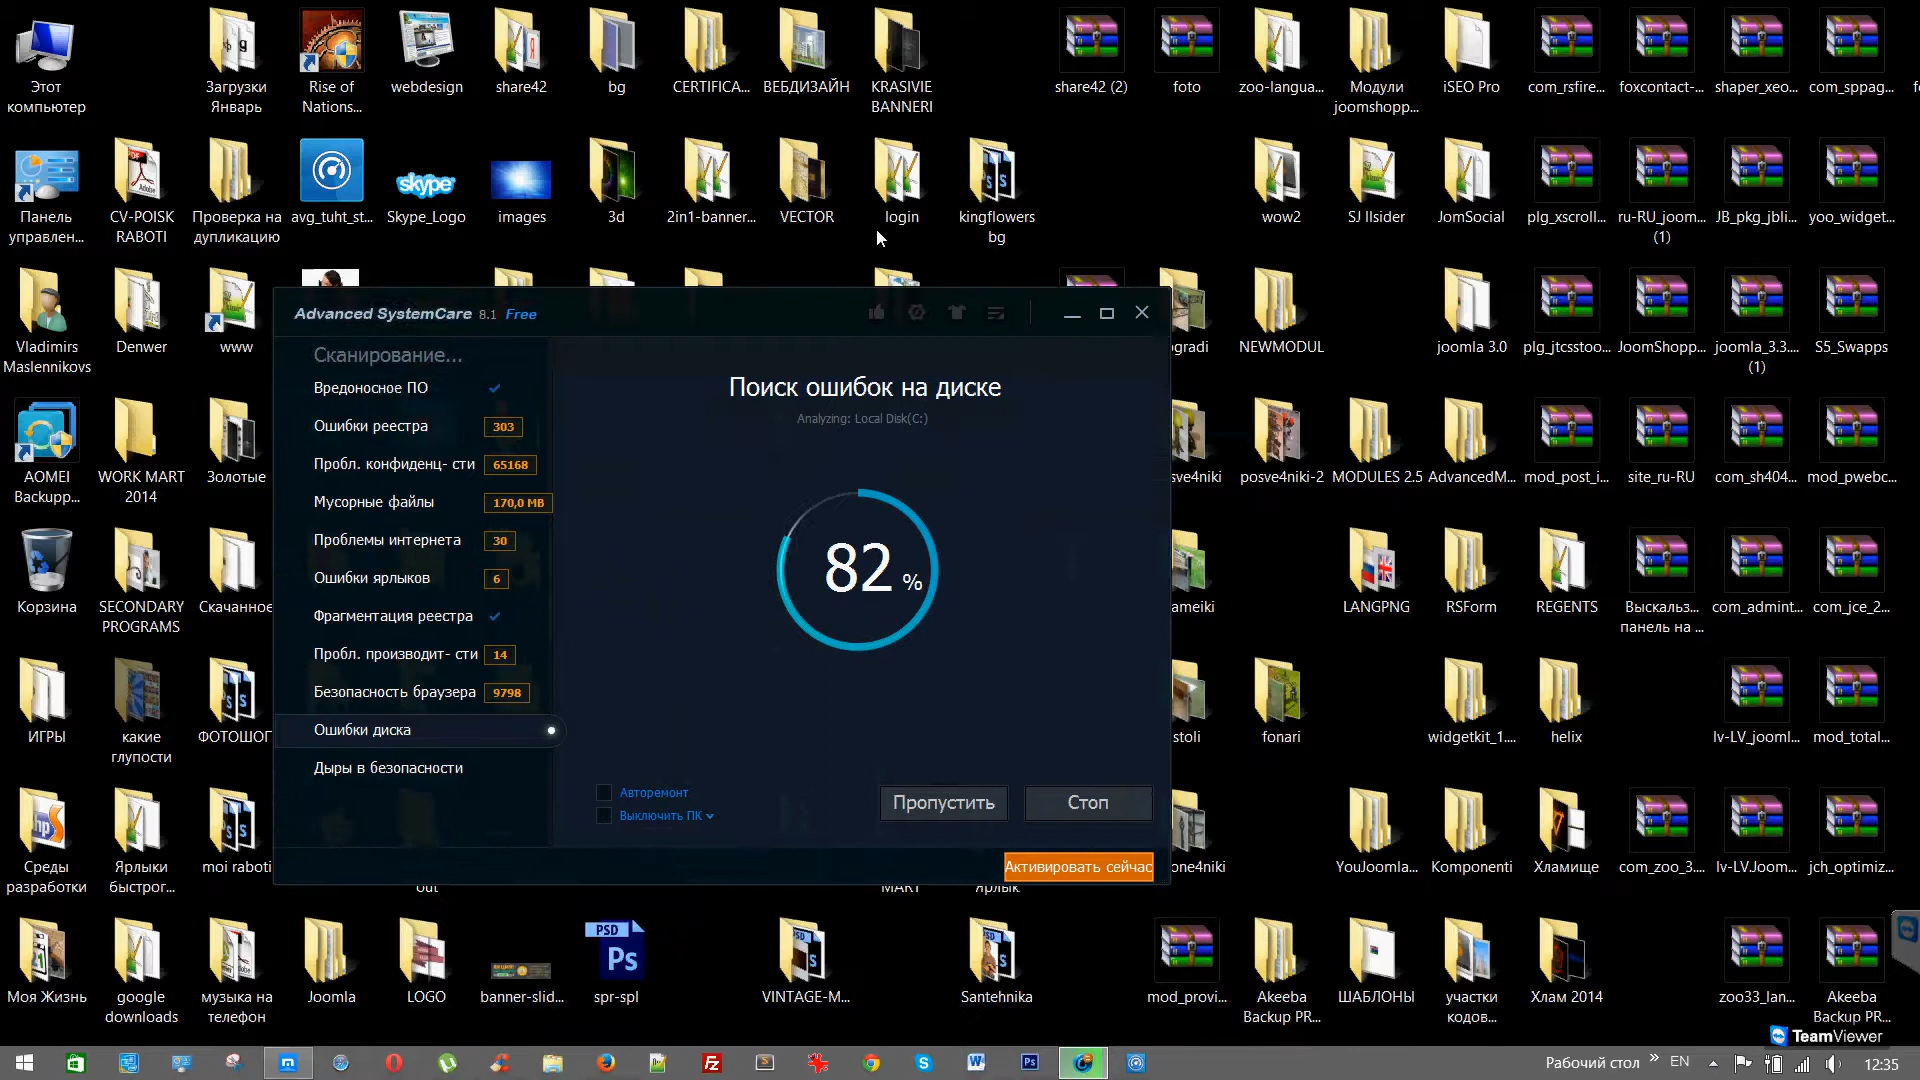 Этот
компьютер
Загрузки
Январь
Rise of
Nations...
webdesign
share42
bg
CERTIFICA...
ВЕБДИЗАЙН
KRASIVIE
BANNERI
share42 (2)
foto
zoo-langua...
Модули
joomshopp...
iSEO Pro
com_rsfire...
foxcontact-...
shaper_xeo...
com_sppag...
Панель
управлен...
CV-POISK
RABOTI
Проверка на
дупликацию
avg_tuht_st...
skype
Skype_Logo
images
3d
2in1-banner...
VECTOR
login
kingflowers
bg
wow2
SJ Ilsider
JomSocial
plg_xscroll...
ru-RU_joom...
(1)
JB_pkg_jbli...
yoo_widget...
Vladimirs
Maslennikovs
Denwer
www
ogradi
NEWMODUL
joomla 3.0
plg_jtcsstoo...
JoomShopp...
joomla_3.3....
(1)
S5_Swapps
AOMEI
Backupp...
WORK MART
2014
Золотые
posve4niki-2
MODULES 2.5
AdvancedM...
mod_post_i...
site_ru-RU
com_sh404...
mod_pwebc...
Корзина
SECONDARY
PROGRAMS
Скачанное
ameiki
LANGPNG
RSForm
REGENTS
Выскальз...
панель на ...
com_admint...
com_jce_2...
ИГРЫ
какие
глупости
ФОТОШОП
stoli
fonari
widgetkit_1....
helix
lv-LV_jooml...
mod_total...
Среды
разработки
Ярлыки
быстрог...
moi raboti
out
MART
Ярлык
one4niki
YouJoomla...
Komponenti
Хламище
com_zoo_3....
lv-LVJoom...
jch_optimiz...
Моя Жизнь
google
downloads
музыка на
телефон
Joomla
LOGO
banner-slid...
PSD
Ps
spr-spl
VINTAGE-M...
Santehnika
mod_provi...
Akeeba
Backup PR...
ШАБЛОНЫ
участки
кодов...
Хлам 2014
zoo33_lan...
Akeeba
Backup PR...
Advanced SystemCare 8.1 Free
Сканирование...
Вредоносное ПО
Ошибки реестра 303
Пробл. конфиденц- сти 65168
Мусорные файлы 170,0 MB
Проблемы интернета 30
Ошибки ярлыков 6
Фрагментация реестра
Пробл. производит- сти 14
Безопасность браузера 9798
Ошибки диска
Дыры в безопасности
Поиск ошибок на диске
Analyzing: Local Disk(C:)
82 %
Авторемонт
Выключить ПК
Пропустить
Стоп
Активировать сейчас
TeamViewer
Рабочий стол
EN
12:35